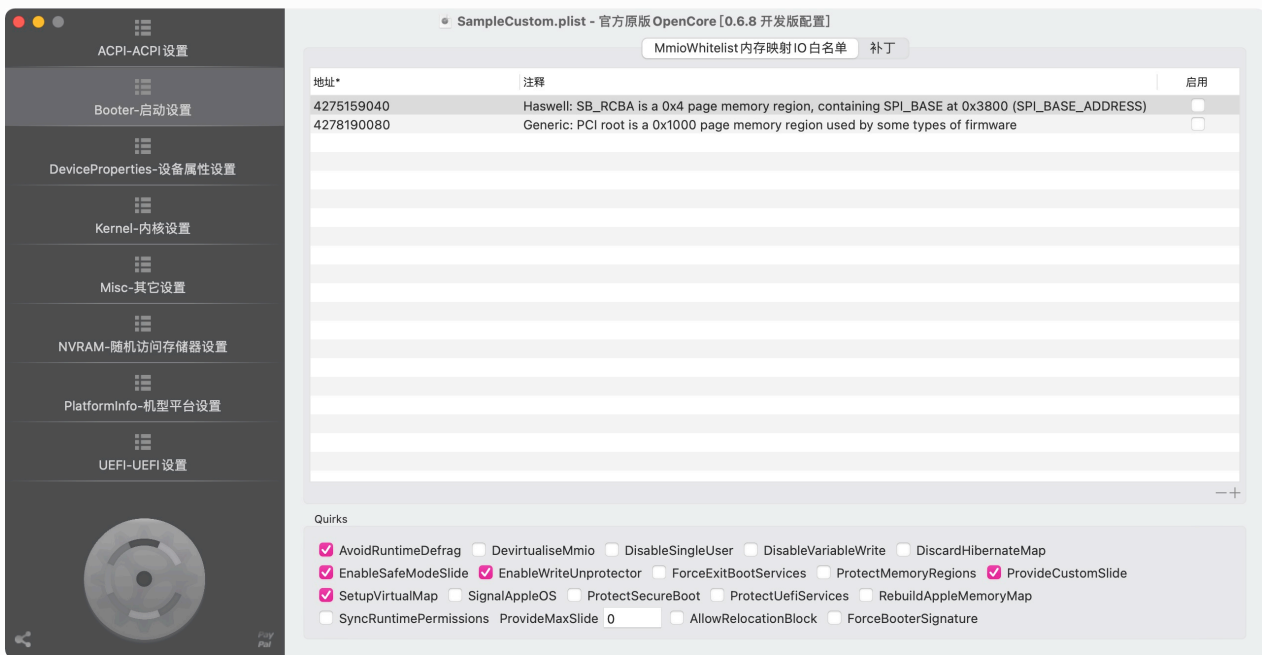 SampleCustom.plist - 官方原版OpenCore [0.6.8 开发版配置]
ACPI-ACPI设置
Booter-启动设置
DeviceProperties-设备属性设置
Kernel-内核设置
Misc-其它设置
NVRAM-随机访问存储器设置
PlatformInfo-机型平台设置
UEFI-UEFI设置
Pay
Pal
MmioWhitelist内存映射IO白名单 补丁
地址* 注释 启用
4275159040 Haswell: SB_RCBA is a 0x4 page memory region, containing SPI_BASE at 0x3800 (SPI_BASE_ADDRESS)
4278190080 Generic: PCI root is a 0x1000 page memory region used by some types of firmware
Quirks
AvoidRuntimeDefrag DevirtualiseMmio DisableSingleUser DisableVariableWrite DiscardHibernateMap
EnableSafeModeSlide EnableWriteUnprotector ForceExitBootServices ProtectMemoryRegions ProvideCustomSlide
SetupVirtualMap SignalAppleOS ProtectSecureBoot ProtectUefiServices RebuildAppleMemoryMap
SyncRuntimePermissions ProvideMaxSlide 0 AllowRelocationBlock ForceBooterSignature